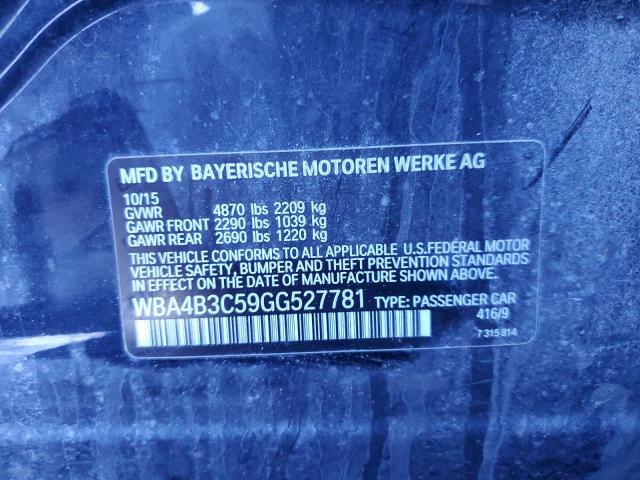 MFD BY BAYERISCHE MOTOREN WERKE AG
10/15
GVWR 4870 lbs 2209 kg
GAWR FRONT 2290 lbs 1039 kg
GAWR REAR 2690 lbs 1220 kg
THIS VEHICLE CONFORMS TO ALL APPLICABLE U.S.FEDERAL MOTOR
VEHICLE SAFETY, BUMPER AND THEFT PREVENTION STANDARDS
IN EFFECT ON THE DATE OF MANUFACTURE SHOWN ABOVE.
WBA4B3C59GG527781 TYPE: PASSENGER CAR
416/9
7 315 814